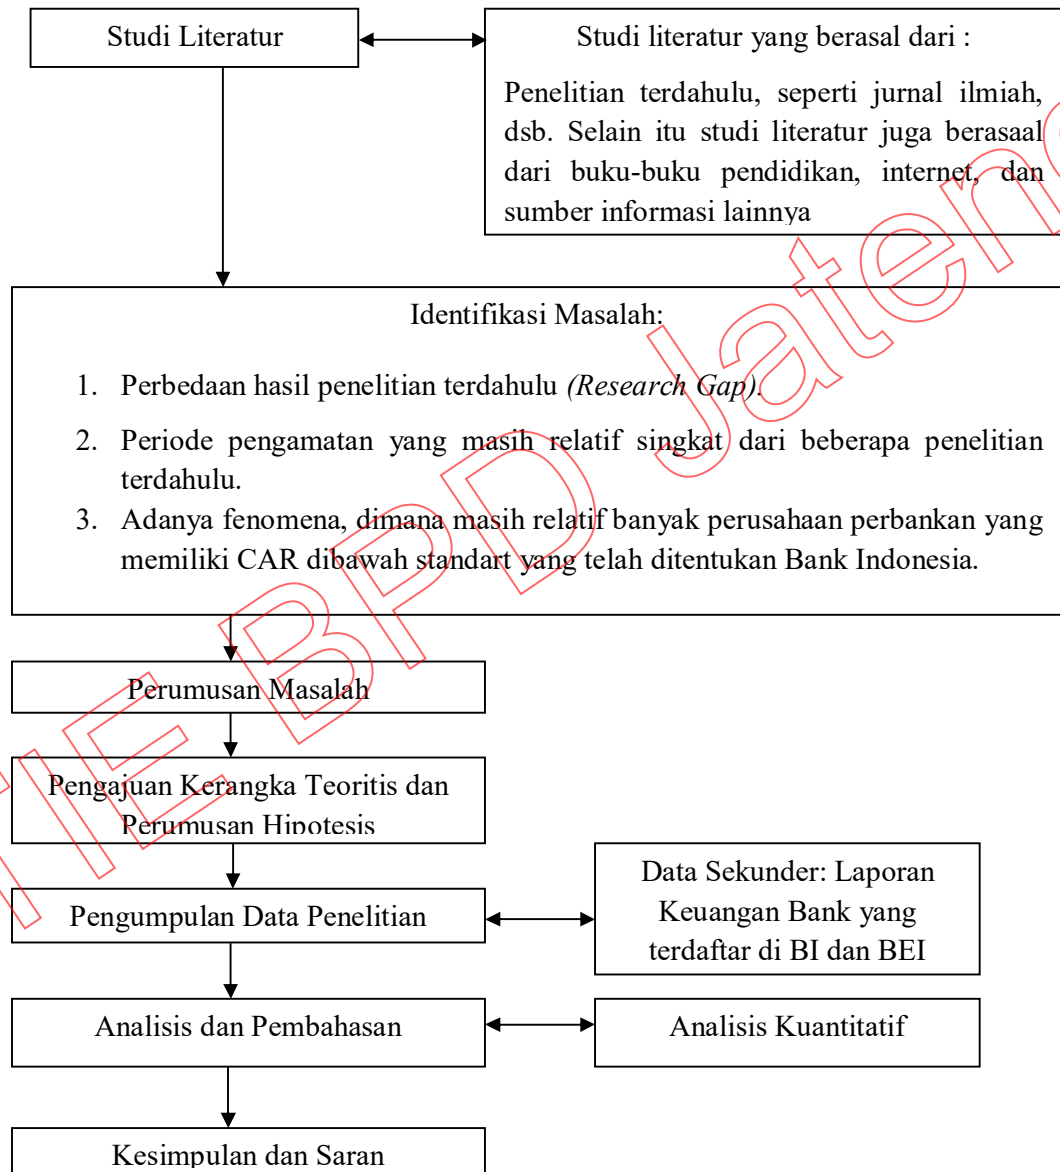 Studi Literatur
Studi literatur yang berasal dari :
Penelitian terdahulu, seperti jurnal ilmiah,
dsb. Selain itu studi literatur juga berasaal
dari buku-buku pendidikan, internet, dan
sumber informasi lainnya
Identifikasi Masalah:
1. Perbedaan hasil penelitian terdahulu (Research Gap).
2. Periode pengamatan yang masih relatif singkat dari beberapa penelitian
terdahulu.
3. Adanya fenomena, dimana masih relatif banyak perusahaan perbankan yang
memiliki CAR dibawah standart yang telah ditentukan Bank Indonesia.
Perumusan Masalah
Pengajuan Kerangka Teoritis dan
Perumusan Hipotesis
Pengumpulan Data Penelitian
Data Sekunder: Laporan
Keuangan Bank yang
terdaftar di BI dan BEI
Analisis dan Pembahasan
Analisis Kuantitatif
Kesimpulan dan Saran
TIE BPD Jateng